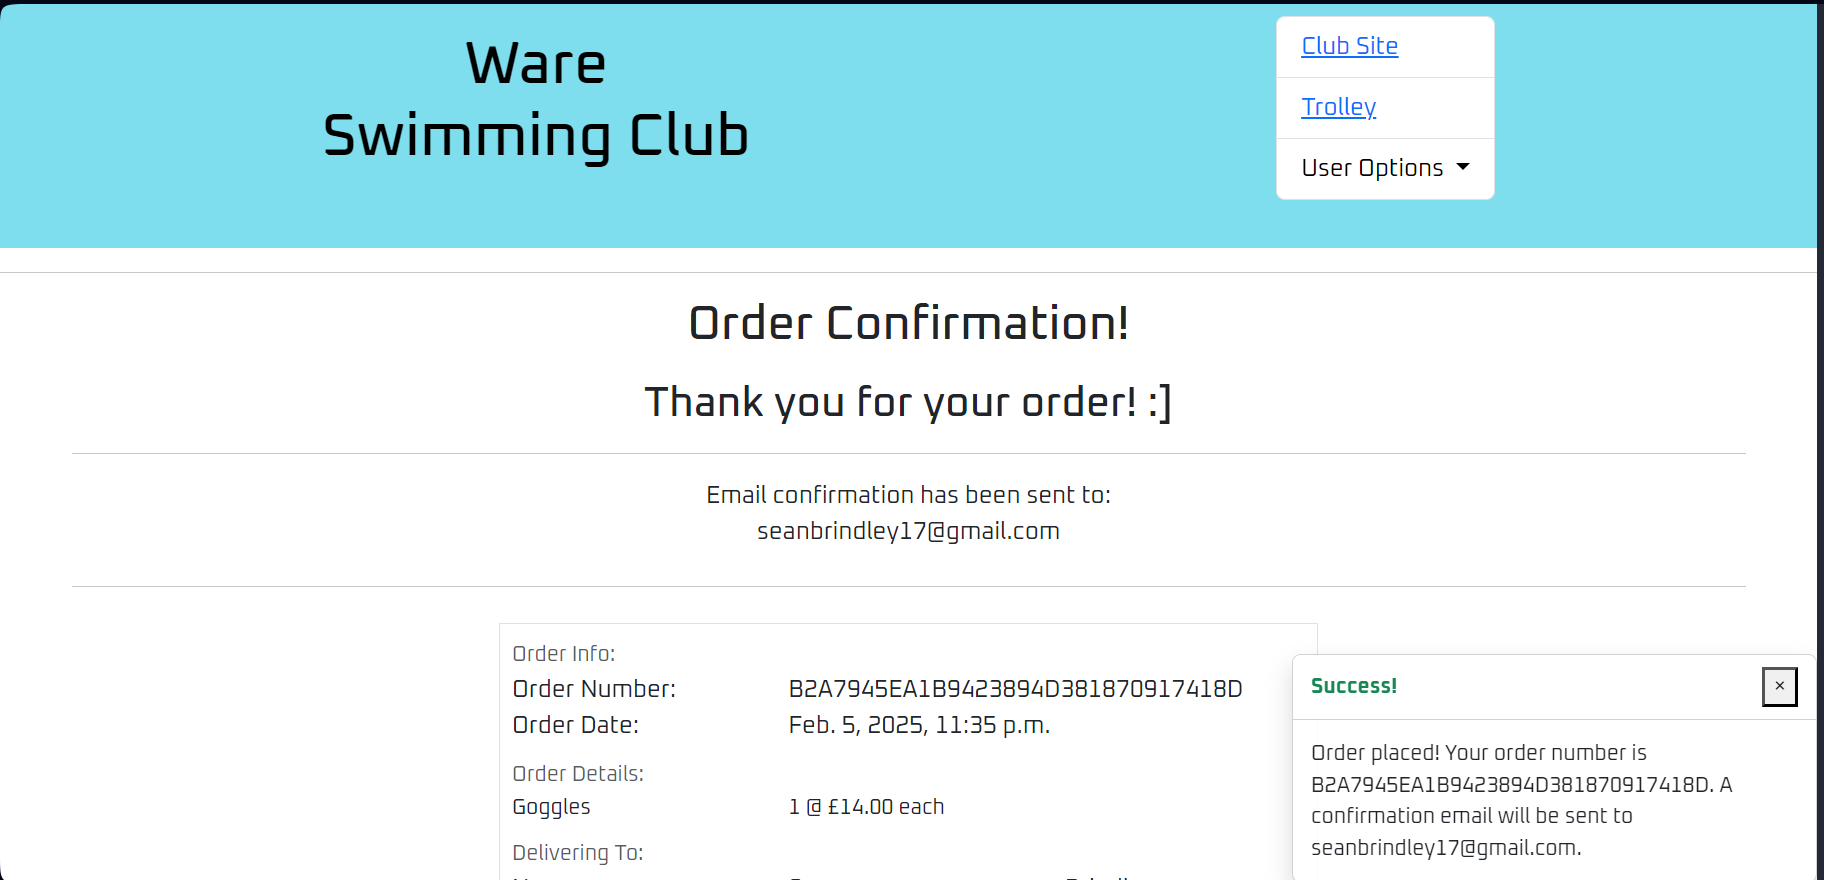 Ware
Swimming Club
Club Site
Trolley
User Options
Order Confirmation!
Thank you for your order! :]
Email confirmation has been sent to:
seanbrindley17@gmail.com
Order Info:
Order Number: B2A7945EA1B9423894D381870917418D
Order Date: Feb. 5, 2025, 11:35 p.m.
Order Details:
Goggles 1 @ £14.00 each
Delivering To:
Success!
×
Order placed! Your order number is
B2A7945EA1B9423894D381870917418D. A
confirmation email will be sent to
seanbrindley17@gmail.com.